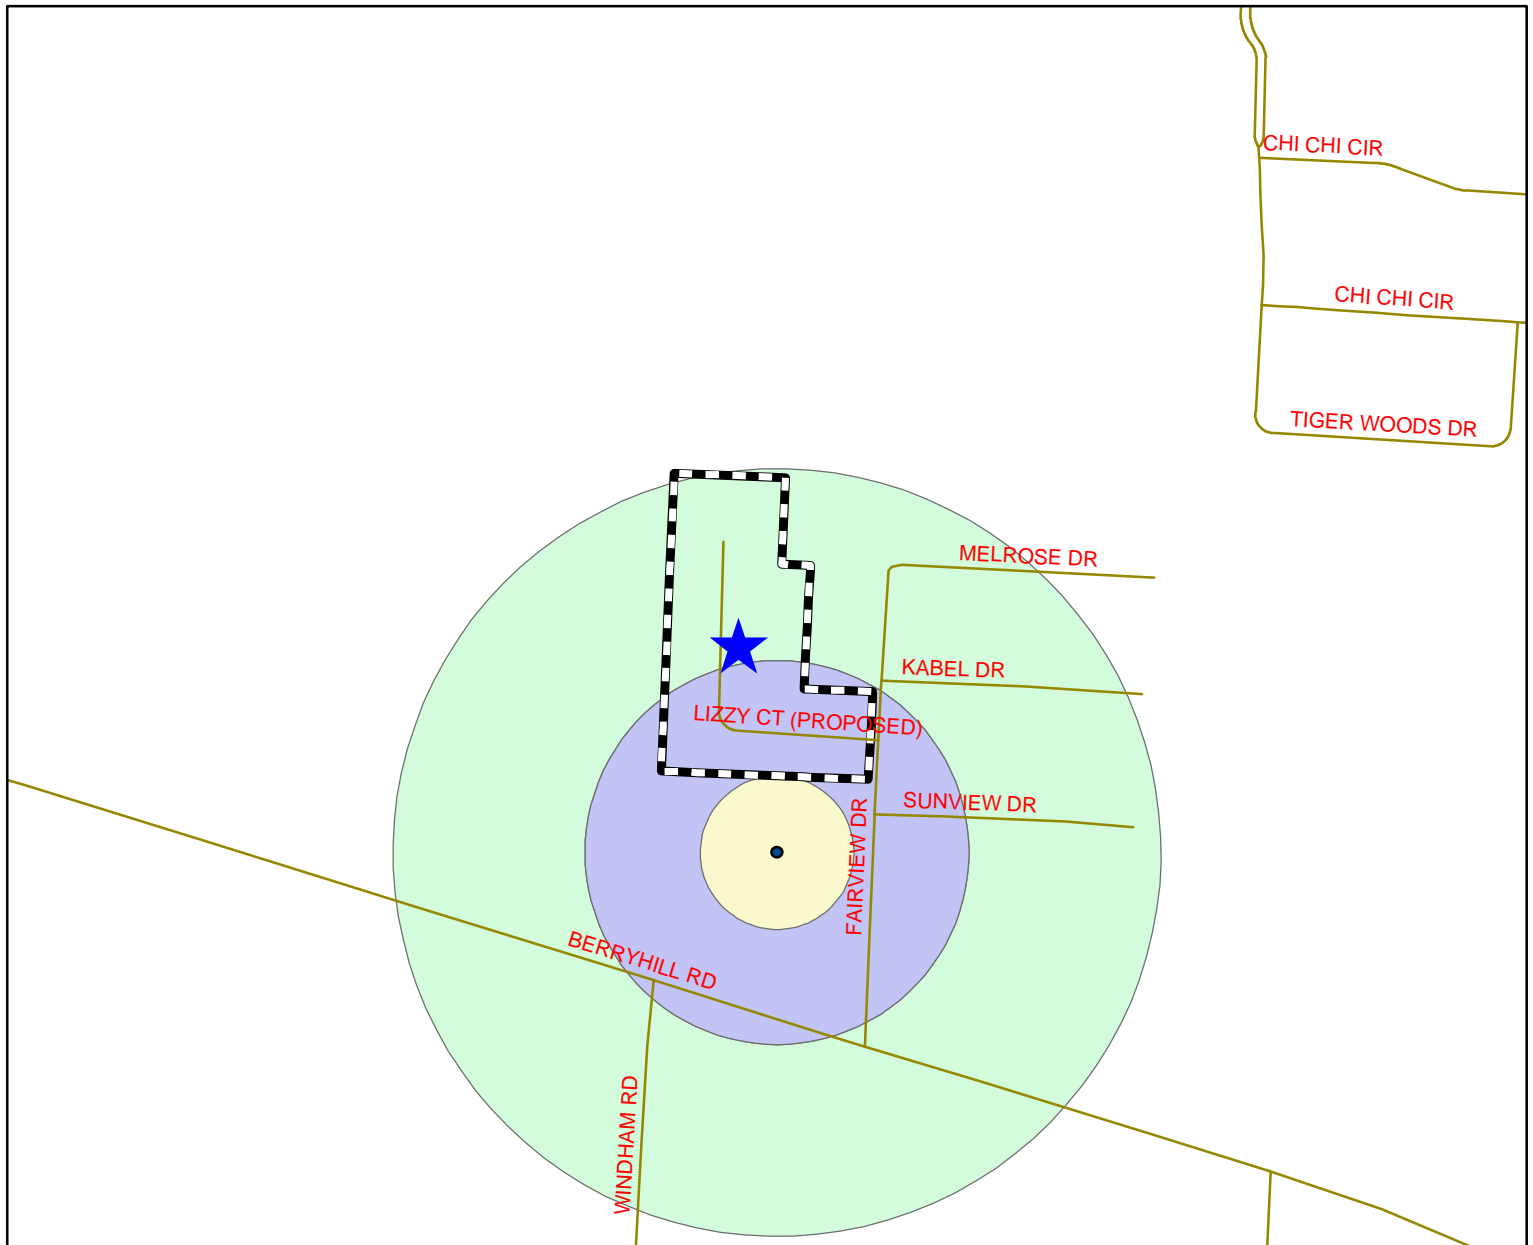 CHI CHI CIR
CHI CHI CIR
TIGER WOODS DR
MELROSE DR
KABEL DR
LIZZY CT (PROPOSED)
SUNVIEW DR
FAIRVIEW DR
BERRYHILL RD
WINDHAM RD